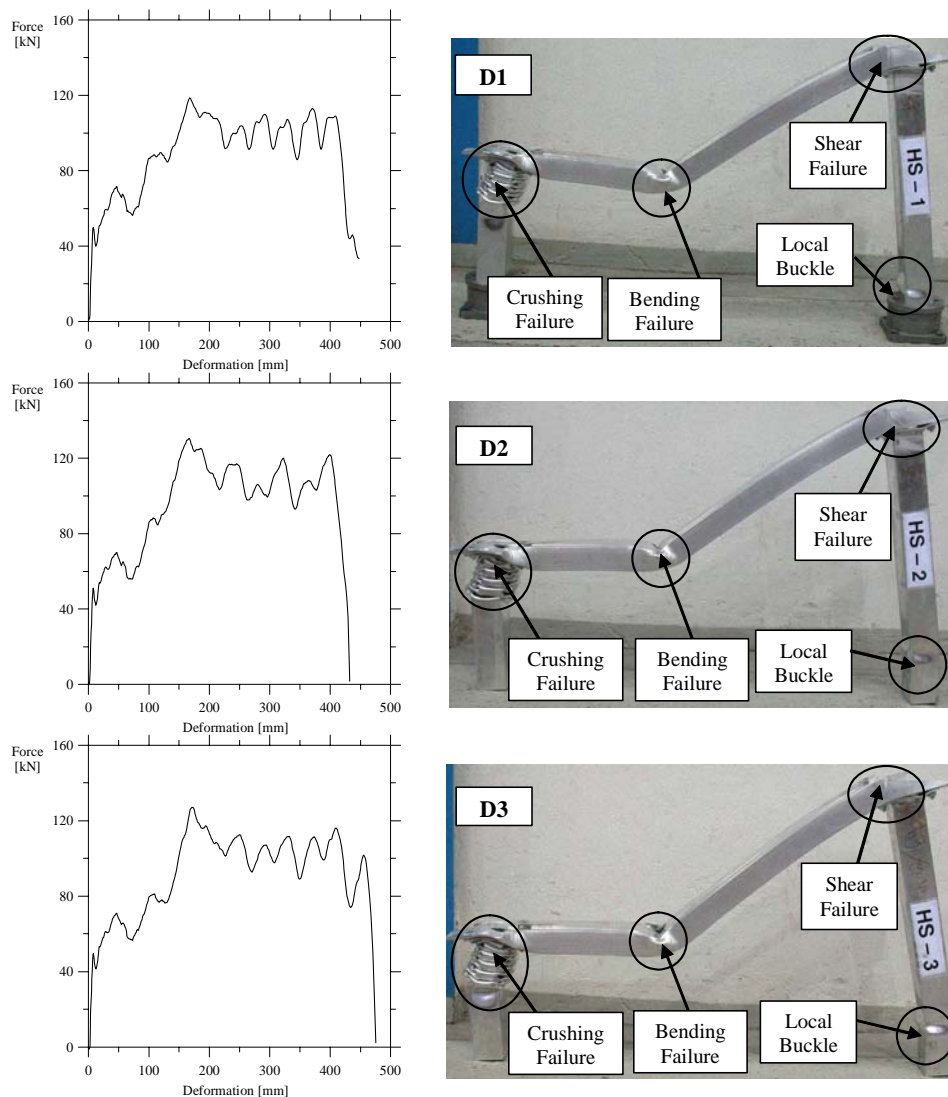 160
Force
[kN]
120
80
40
0
0 100 200 300 400 500
Deformation [mm]
D1
Shear
Failure
HS-1
Local
Buckle
Crushing
Failure
Bending
Failure
160
Force
[kN]
120
80
40
0
0 100 200 300 400 500
Deformation [mm]
D2
Shear
Failure
HS-2
Local
Buckle
Crushing
Failure
Bending
Failure
160
Force
[kN]
120
80
40
0
0 100 200 300 400 500
Deformation [mm]
D3
Shear
Failure
HS-3
Local
Buckle
Crushing
Failure
Bending
Failure